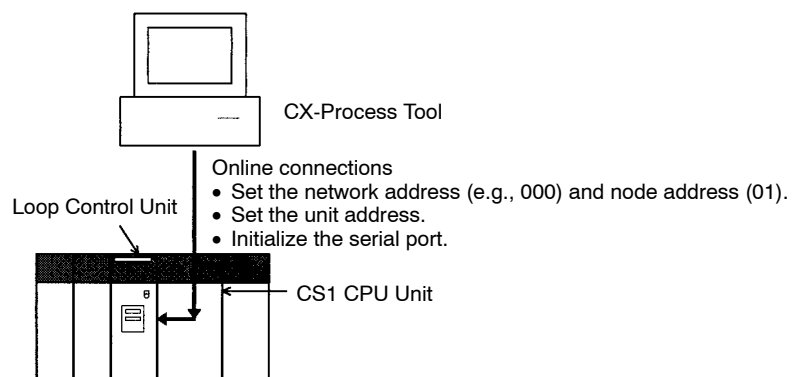 CX-Process Tool
Online connections
• Set the network address (e.g., 000) and node address (01).
• Set the unit address.
• Initialize the serial port.
Loop Control Unit
CS1 CPU Unit